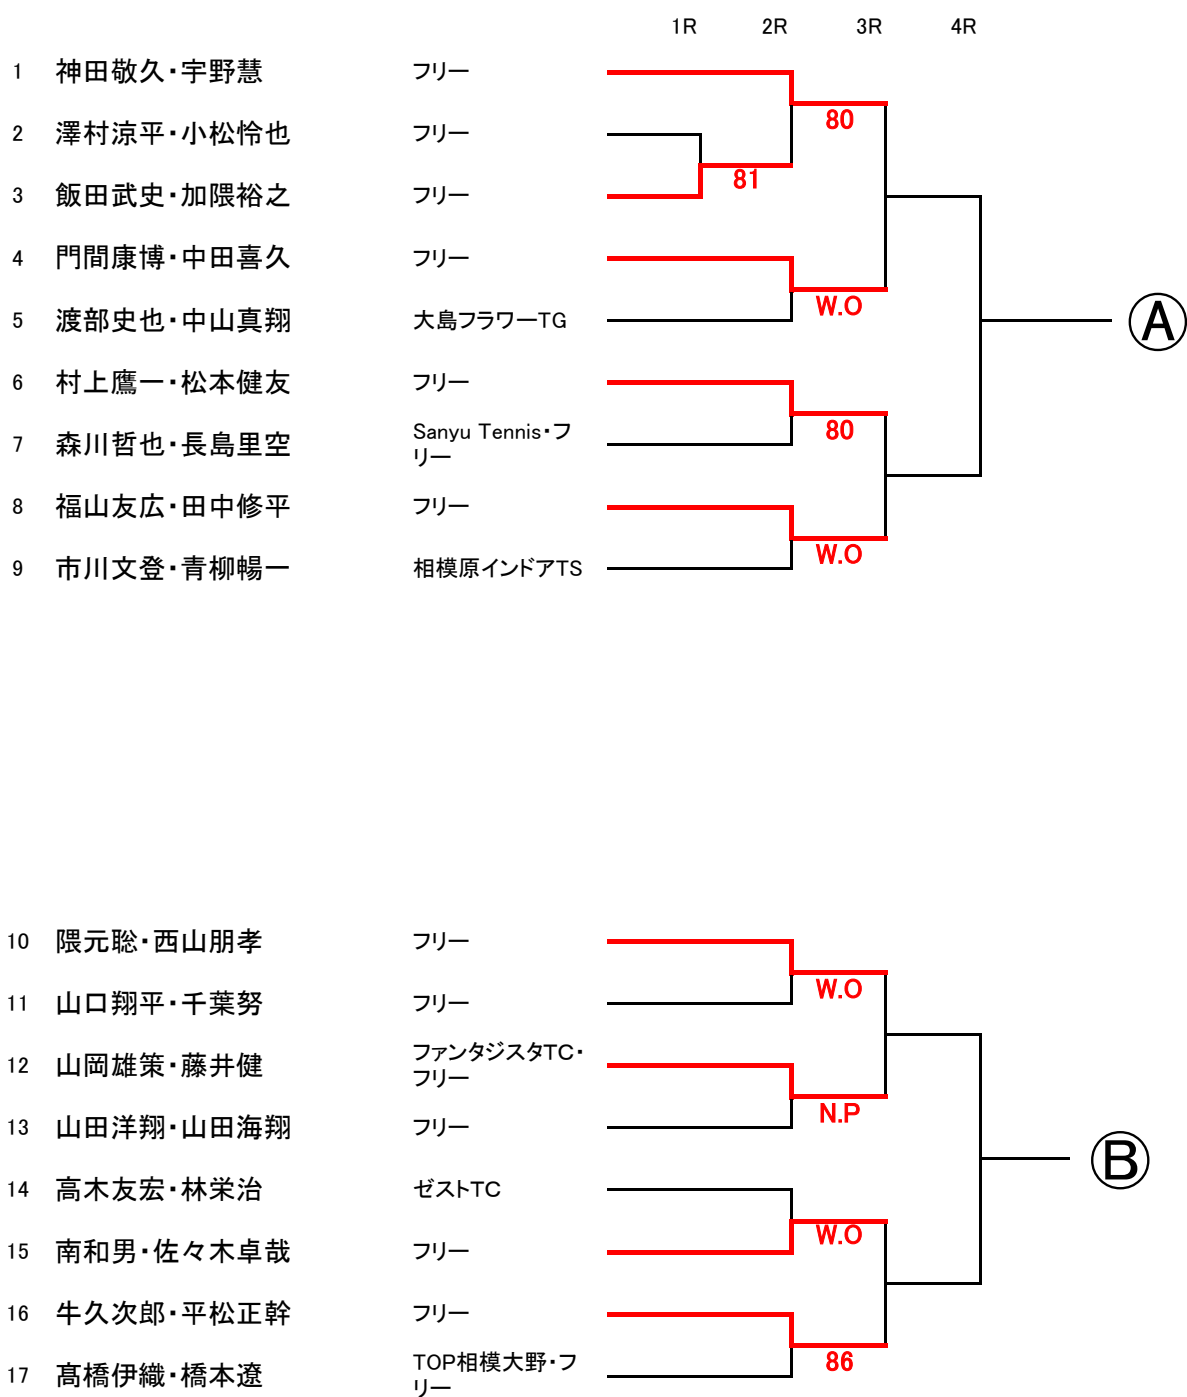 1R 2R 3R 4R
1 神田敬久・宇野慧 フリー
80
2 澤村涼平・小松怜也 フリー
81
3 飯田武史・加隈裕之 フリー
4 門間康博・中田喜久 フリー
W.O
5 渡部史也・中山真翔 大島フラワーTG
Ⓐ
6 村上鷹一・松本健友 フリー
80
7 森川哲也・長島里空 Sanyu Tennis・フ
リー
8 福山友広・田中修平 フリー
W.O
9 市川文登・青柳暢一 相模原インドアTS
10 隈元聡・西山朋孝 フリー
W.O
11 山口翔平・千葉努 フリー
12 山岡雄策・藤井健 ファンタジスタTC・
フリー
N.P
13 山田洋翔・山田海翔 フリー
Ⓑ
14 高木友宏・林栄治 ゼストTC
W.O
15 南和男・佐々木卓哉 フリー
16 牛久次郎・平松正幹 フリー
86
17 髙橋伊織・橋本遼 TOP相模大野・フ
リー